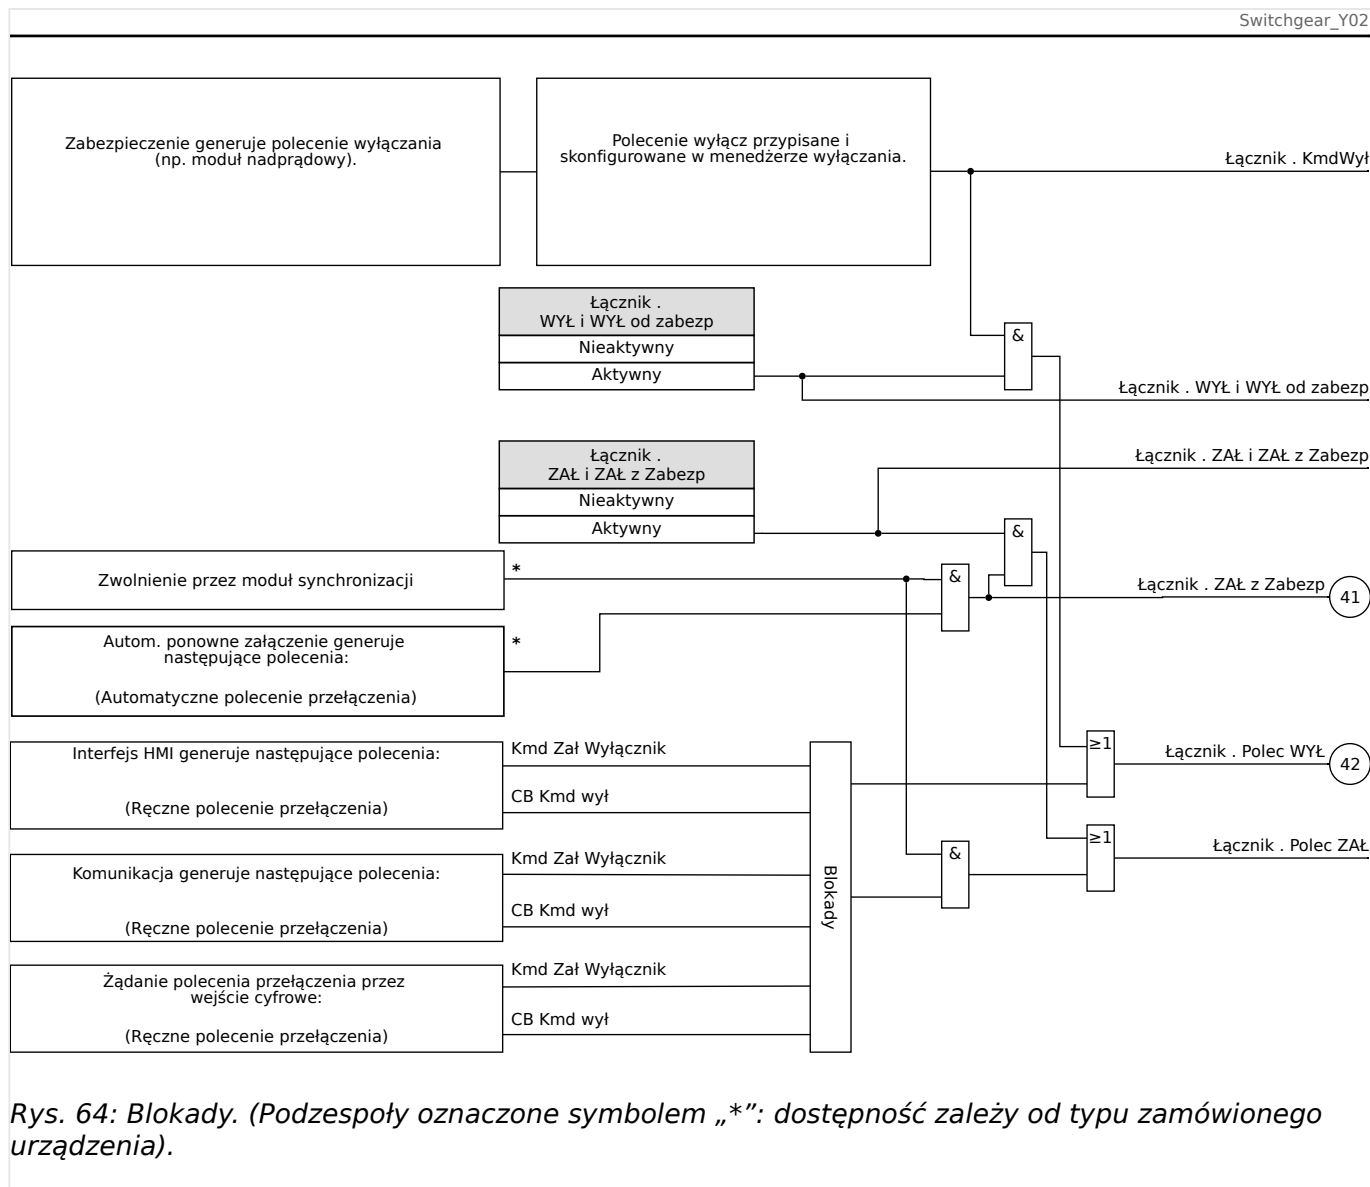 Switchgear_Y02
Zabezpieczenie generuje polecenie wyłączania
(np. moduł nadprądowy).
Polecenie wyłącz przypisane i
skonfigurowane w menedżerze wyłączania.
Łącznik . KmdWył
Łącznik .
WYŁ i WYŁ od zabezp
Nieaktywny
Aktywny
&
Łącznik . WYŁ i WYŁ od zabezp
Łącznik .
ZAŁ i ZAŁ z Zabezp
Nieaktywny
Aktywny
Łącznik . ZAŁ i ZAŁ z Zabezp
&
Zwolnienie przez moduł synchronizacji
*
&
Łącznik . ZAŁ z Zabezp
41
Autom. ponowne załączenie generuje
następujące polecenia:
(Automatyczne polecenie przełączenia)
*
Interfejs HMI generuje następujące polecenia:
(Ręczne polecenie przełączenia)
Kmd Zał Wyłącznik
CB Kmd wył
≥1
Łącznik . Polec WYŁ
42
Komunikacja generuje następujące polecenia:
(Ręczne polecenie przełączenia)
Kmd Zał Wyłącznik
CB Kmd wył
Blokady
&
≥1
Łącznik . Polec ZAŁ
Żądanie polecenia przełączenia przez
wejście cyfrowe:
(Ręczne polecenie przełączenia)
Kmd Zał Wyłącznik
CB Kmd wył
Rys. 64: Blokady. (Podzespoły oznaczone symbolem „*”: dostępność zależy od typu zamówionego
urządzenia).